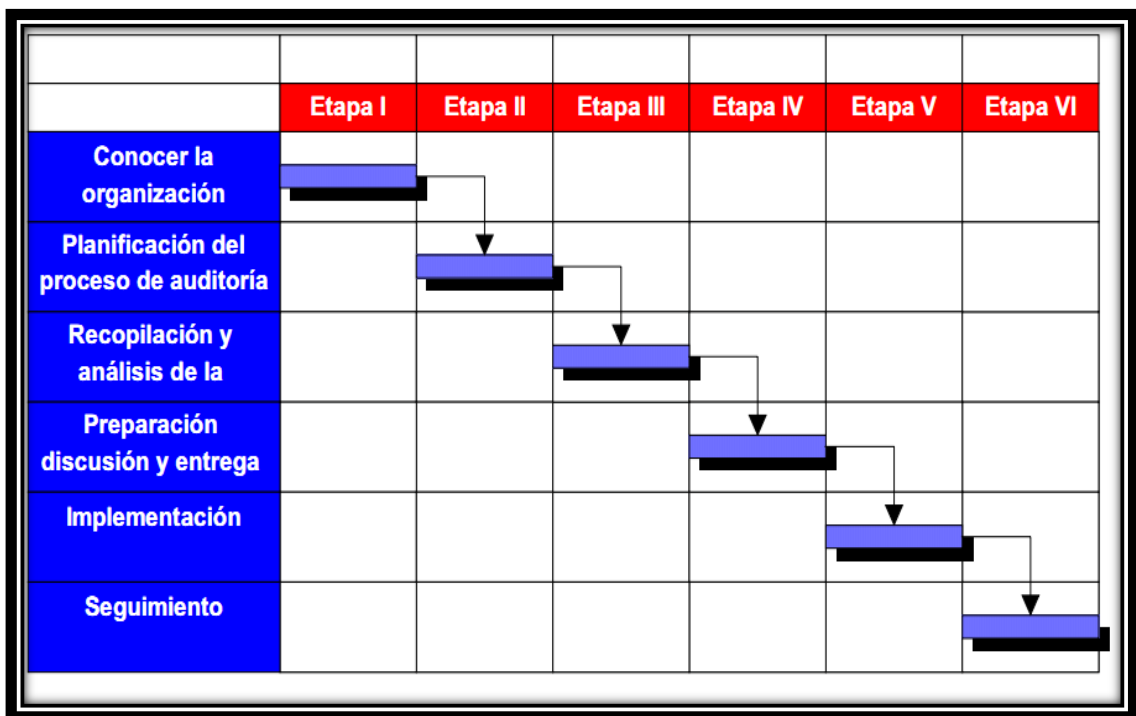 Etapa I Etapa II Etapa III Etapa IV Etapa V Etapa VI
Conocer la
organización
Planificación del
proceso de auditoría
Recopilación y
análisis de la
Preparación
discusión y entrega
Implementación
Seguimiento